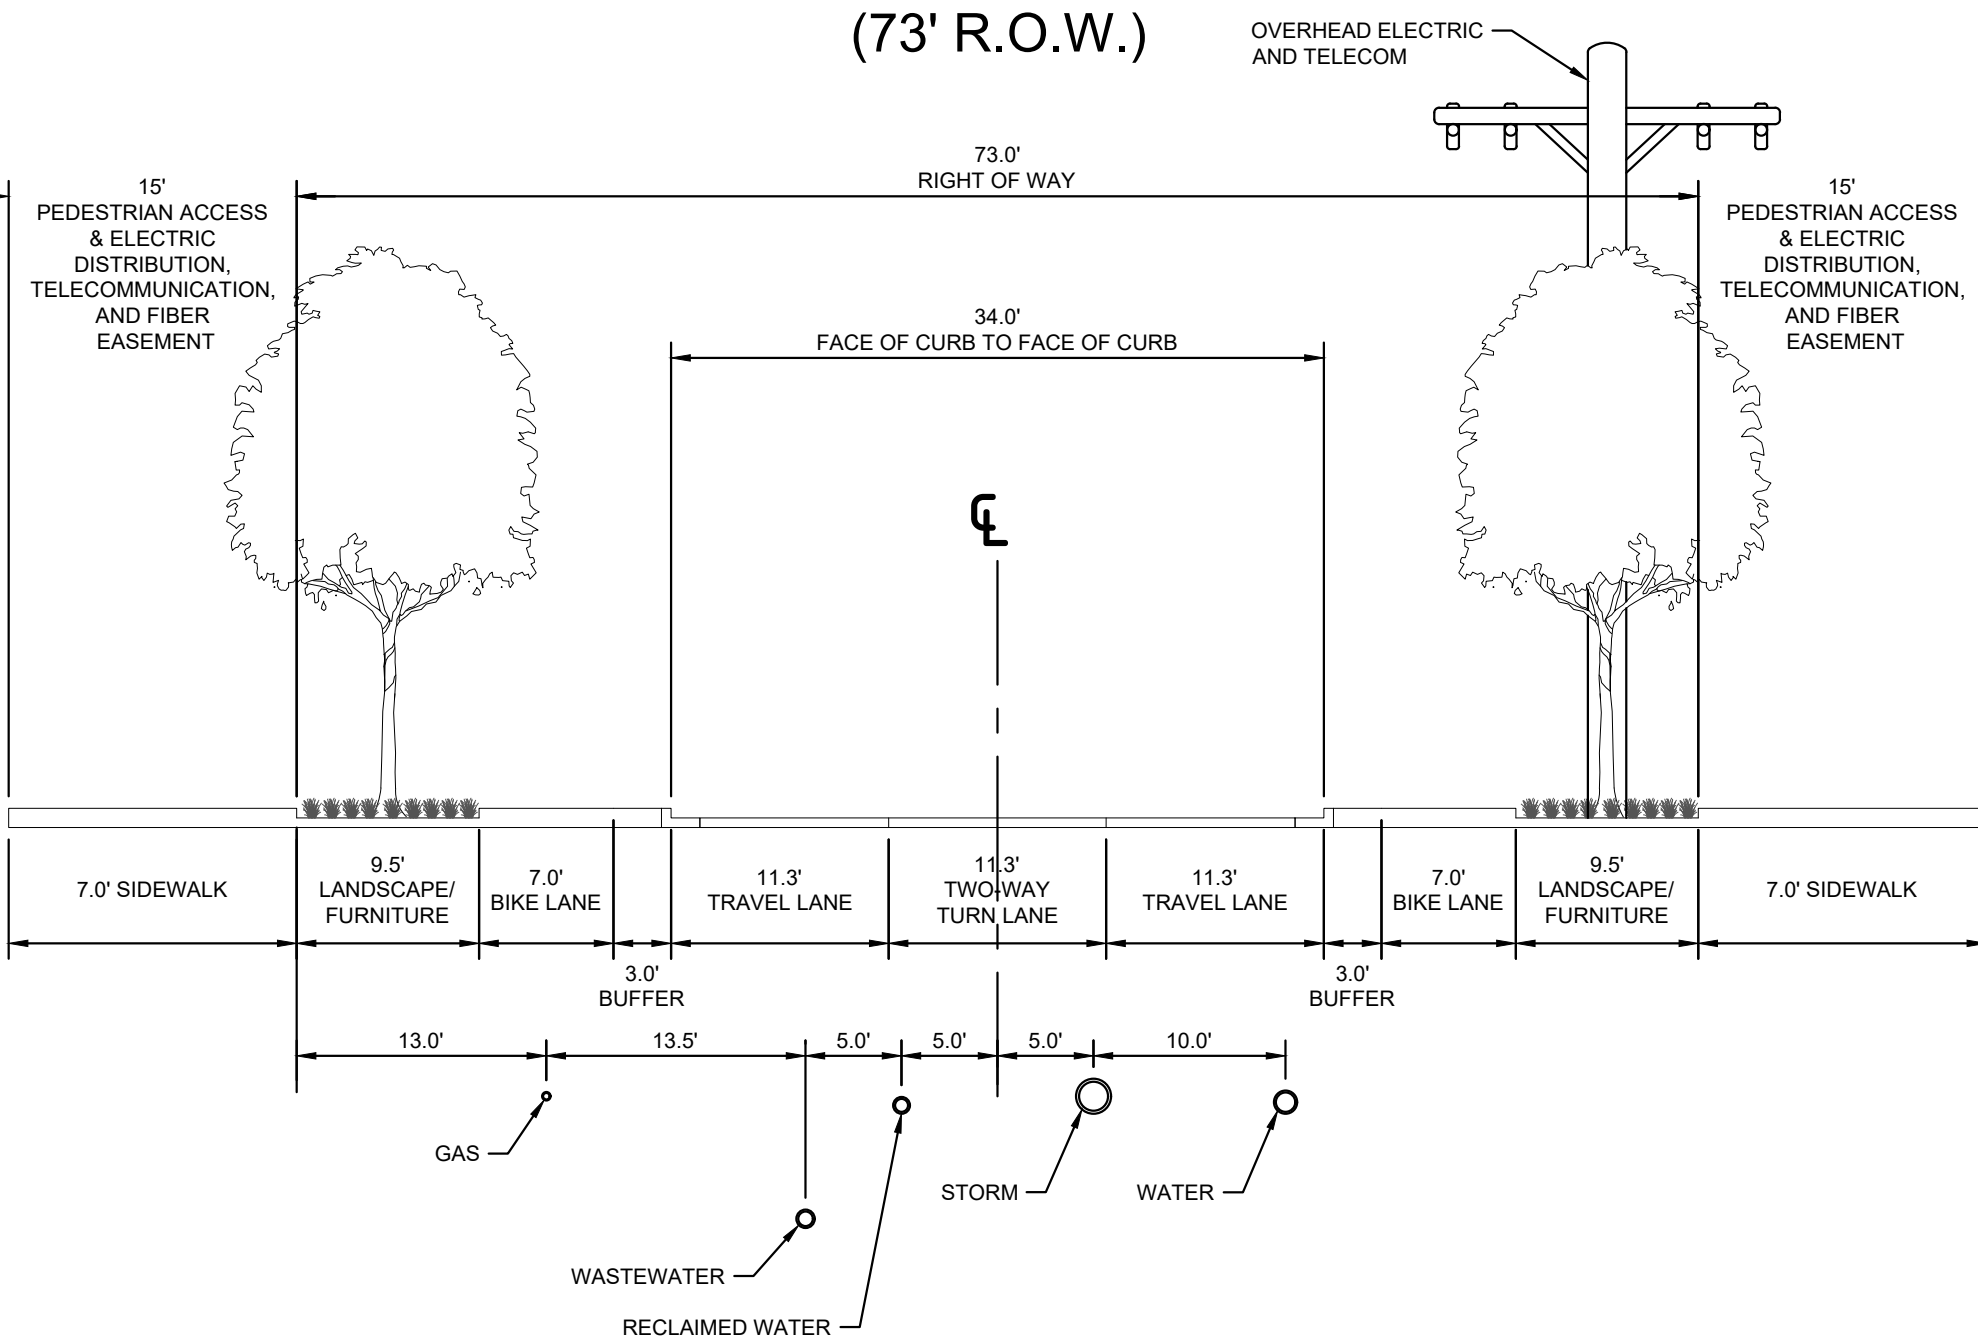 (73' R.O.W.)
OVERHEAD ELECTRIC
AND TELECOM
73.0'
RIGHT OF WAY
15'
PEDESTRIAN ACCESS
& ELECTRIC
DISTRIBUTION,
TELECOMMUNICATION,
AND FIBER
EASEMENT
15'
PEDESTRIAN ACCESS
& ELECTRIC
DISTRIBUTION,
TELECOMMUNICATION,
AND FIBER
EASEMENT
34.0'
FACE OF CURB TO FACE OF CURB
CL
7.0' SIDEWALK
9.5'
LANDSCAPE/
FURNITURE
7.0'
BIKE LANE
11.3'
TRAVEL LANE
11.3'
TWO-WAY
TURN LANE
11.3'
TRAVEL LANE
7.0'
BIKE LANE
9.5'
LANDSCAPE/
FURNITURE
7.0' SIDEWALK
3.0'
BUFFER
3.0'
BUFFER
13.0'
13.5'
5.0'
5.0'
5.0'
10.0'
GAS
STORM
WATER
WASTEWATER
RECLAIMED WATER